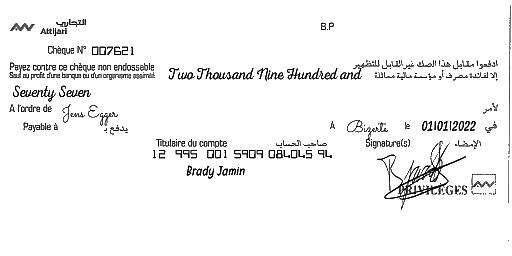 التجاري
Attijari
B.P
Chèque N° 007621
Payez contre ce chèque non endossable
ادفعوا مقابل هذا الصك غير القابل للتظهير
Sauf au profit d'une banque ou d'un organisme assimilé
Two Thousand Nine Hundred and
إلا لفائدة مصرف أو مؤسسة مالية مماثلة
Seventy Seven
A l'ordre de Jens Egger لأمر
Payable à يدفع بـ
A Bizerte le 01/01/2022 في
Titulaire du compte صاحب الحساب Signature(s) الإمضاء
12 995 001 5909 084045 94
Brady Jamin
PRIVILEGES